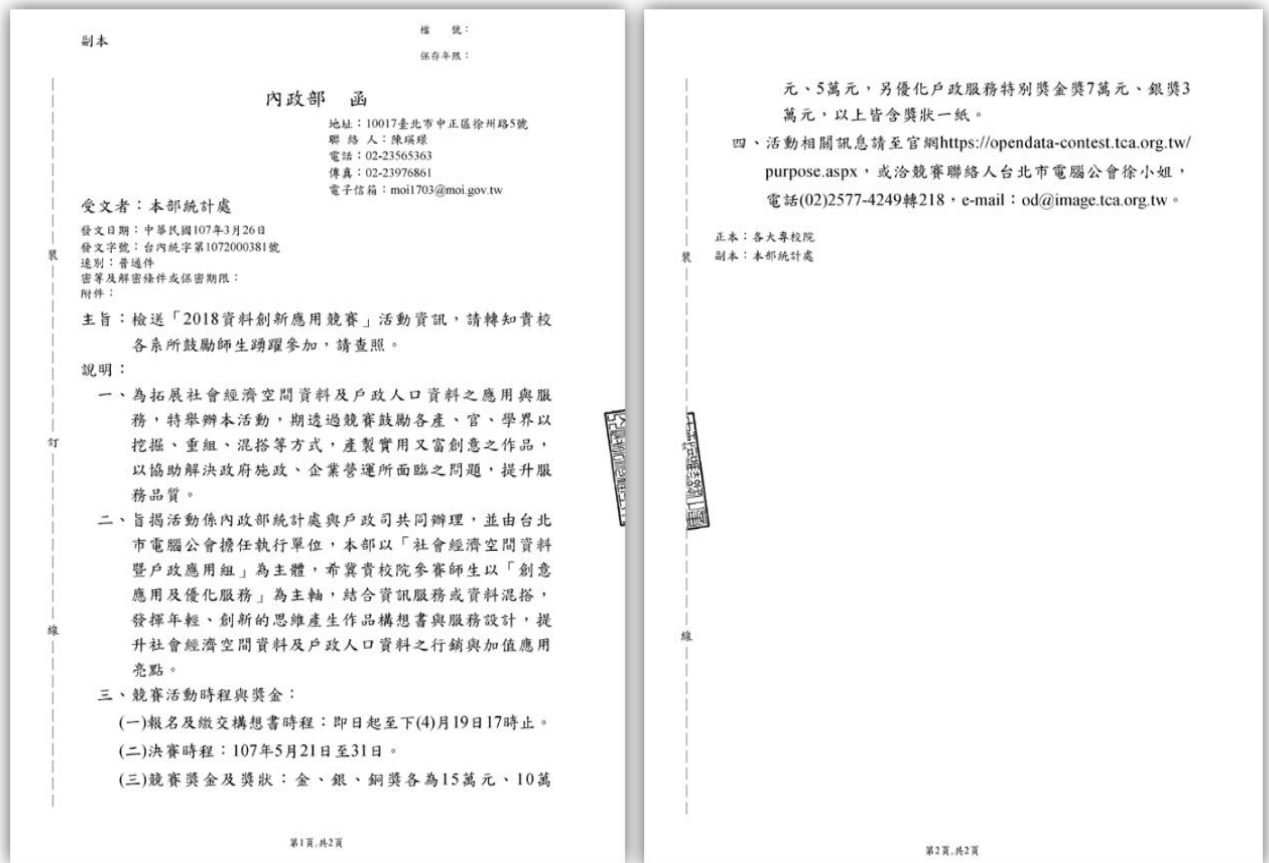 副本
檔　號：
保存年限：
內政部　函
地址：10017臺北市中正區徐州路5號
聯 絡 人：陳瑛璟
電話：02-23565363
傳真：02-23976861
電子信箱：moi1703@moi.gov.tw
受文者：本部統計處
發文日期：中華民國107年3月26日
發文字號：台內統字第1072000381號
速別：普通件
密等及解密條件或保密期限：
附件：
主旨：檢送「2018資料創新應用競賽」活動資訊，請轉知貴校
各系所鼓勵師生踴躍參加，請查照。
說明：
一、為拓展社會經濟空間資料及戶政人口資料之應用與服
務，特舉辦本活動，期透過競賽鼓勵各產、官、學界以
挖掘、重組、混搭等方式，產製實用又富創意之作品，
以協助解決政府施政、企業營運所面臨之問題，提升服
務品質。
二、旨揭活動係內政部統計處與戶政司共同辦理，並由台北
市電腦公會擔任執行單位，本部以「社會經濟空間資料
暨戶政應用組」為主體，希冀貴校院參賽師生以「創意
應用及優化服務」為主軸，結合資訊服務或資料混搭，
發揮年輕、創新的思維產生作品構想書與服務設計，提
升社會經濟空間資料及戶政人口資料之行銷與加值應用
亮點。
三、競賽活動時程與獎金：
(一)報名及繳交構想書時程：即日起至下(4)月19日17時止。
(二)決賽時程：107年5月21日至31日。
(三)競賽獎金及獎狀：金、銀、銅獎各為15萬元、10萬
裝
訂
線
第1頁,共2頁
元、5萬元，另優化戶政服務特別獎金獎7萬元、銀獎3
萬元，以上皆含獎狀一紙。
四、活動相關訊息請至官網https://opendata-contest.tca.org.tw/
purpose.aspx，或洽競賽聯絡人台北市電腦公會徐小姐，
電話(02)2577-4249轉218，e-mail：od@image.tca.org.tw。
正本：各大專校院
副本：本部統計處
裝
訂
線
第2頁,共2頁